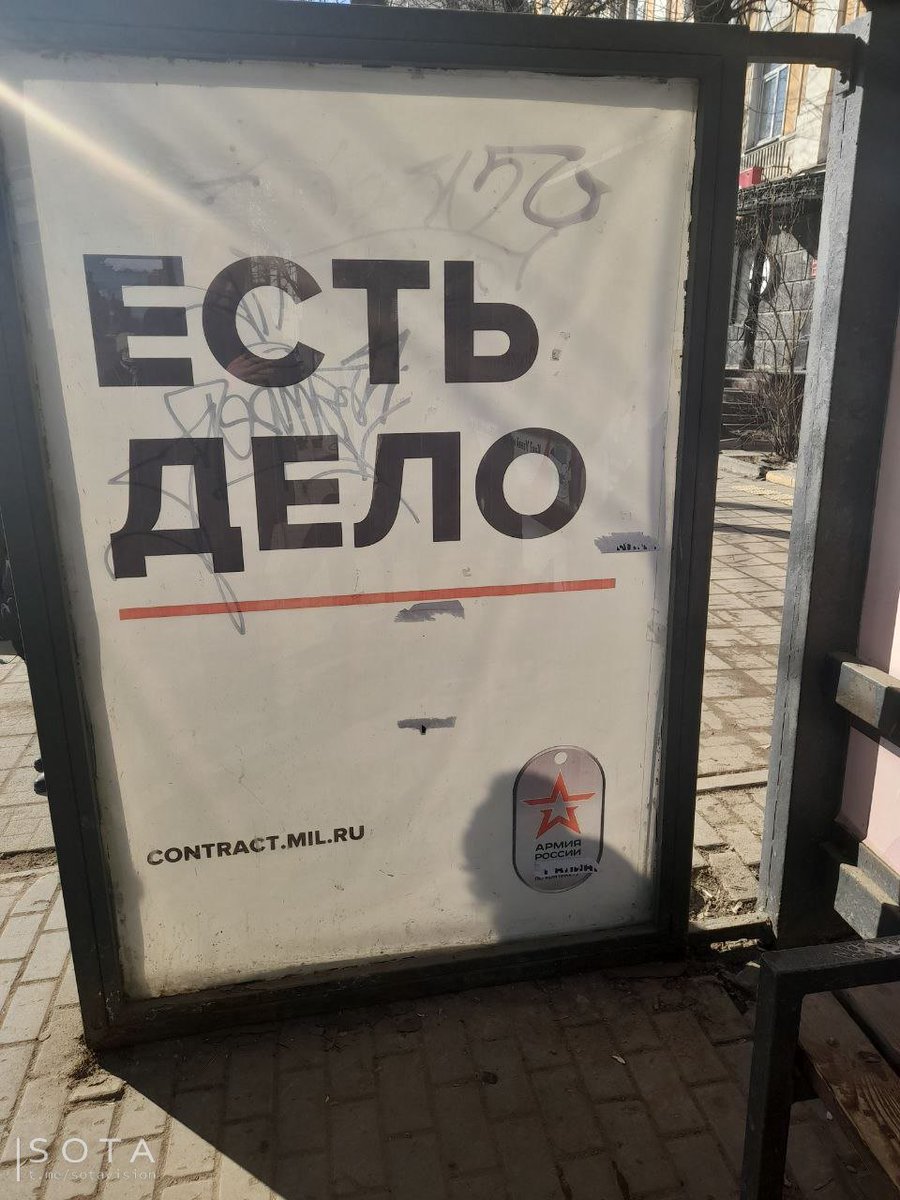 ЕСТЬ
ДЕЛО
CONTRACT.MIL.RU
АРМИЯ
РОССИИ
SOTA
t.me/sotavision